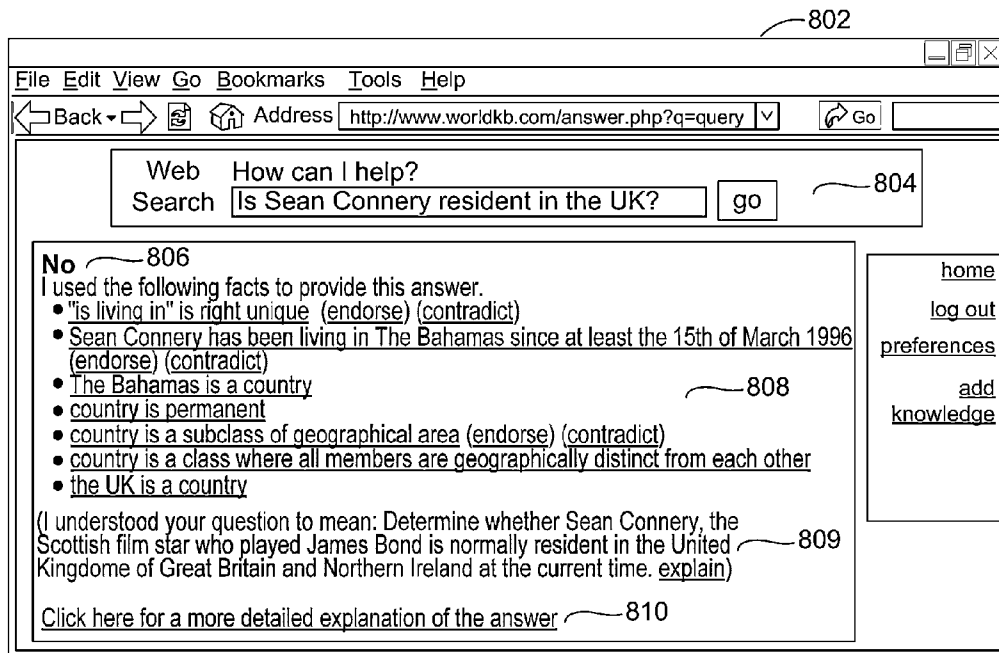 802
File Edit View Go Bookmarks Tools Help
Back Address http://www.worldkb.com/answer.php?q=query Go
Web How can I help?
Search Is Sean Connery resident in the UK? go 804
No 806
I used the following facts to provide this answer.
• "is living in" is right unique (endorse) (contradict)
• Sean Connery has been living in The Bahamas since at least the 15th of March 1996
(endorse) (contradict)
• The Bahamas is a country
808
• country is permanent
• country is a subclass of geographical area (endorse) (contradict)
• country is a class where all members are geographically distinct from each other
• the UK is a country
(I understood your question to mean: Determine whether Sean Connery, the
Scottish film star who played James Bond is normally resident in the United
809
Kingdome of Great Britain and Northern Ireland at the current time. explain)
Click here for a more detailed explanation of the answer 810
home
log out
preferences
add
knowledge